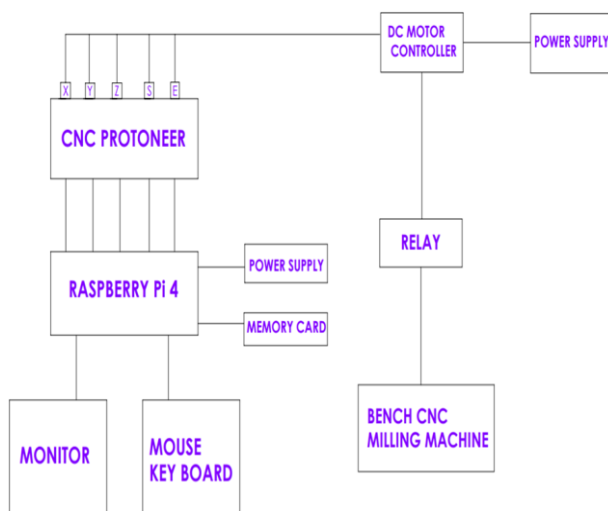 DC MOTOR
CONTROLLER
POWER SUPPLY
X Y Z S E
CNC PROTONEER
RELAY
POWER SUPPLY
RASPBERRY Pi 4
MEMORY CARD
MONITOR
MOUSE
KEY BOARD
BENCH CNC
MILLING MACHINE